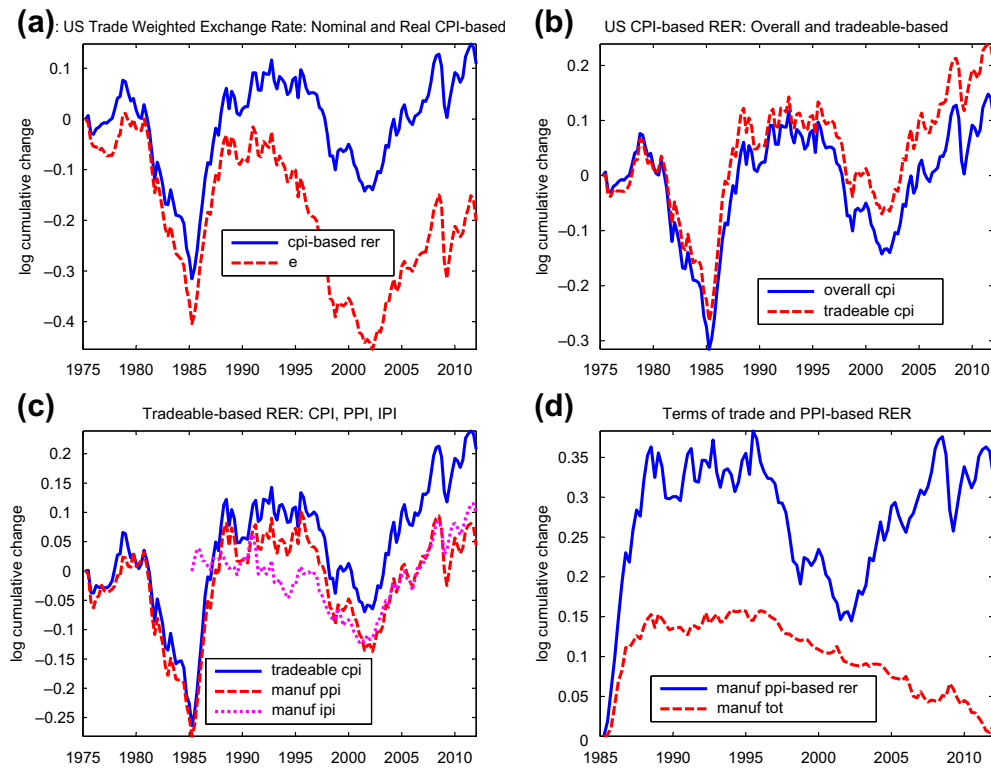 (a)
: US Trade Weighted Exchange Rate: Nominal and Real CPI-based
log cumulative change
0.1
0
−0.1
−0.2
−0.3
−0.4
cpi-based rer
e
1975 1980 1985 1990 1995 2000 2005 2010
(b)
US CPI-based RER: Overall and tradeable-based
log cumulative change
0.2
0.1
0
−0.1
−0.2
−0.3
overall cpi
tradeable cpi
1975 1980 1985 1990 1995 2000 2005 2010
(c)
Tradeable-based RER: CPI, PPI, IPI
log cumulative change
0.2
0.15
0.1
0.05
0
−0.05
−0.1
−0.15
−0.2
−0.25
tradeable cpi
manuf ppi
manuf ipi
1975 1980 1985 1990 1995 2000 2005 2010
(d)
Terms of trade and PPI-based RER
log cumulative change
0.35
0.3
0.25
0.2
0.15
0.1
0.05
0
manuf ppi-based rer
manuf tot
1985 1990 1995 2000 2005 2010